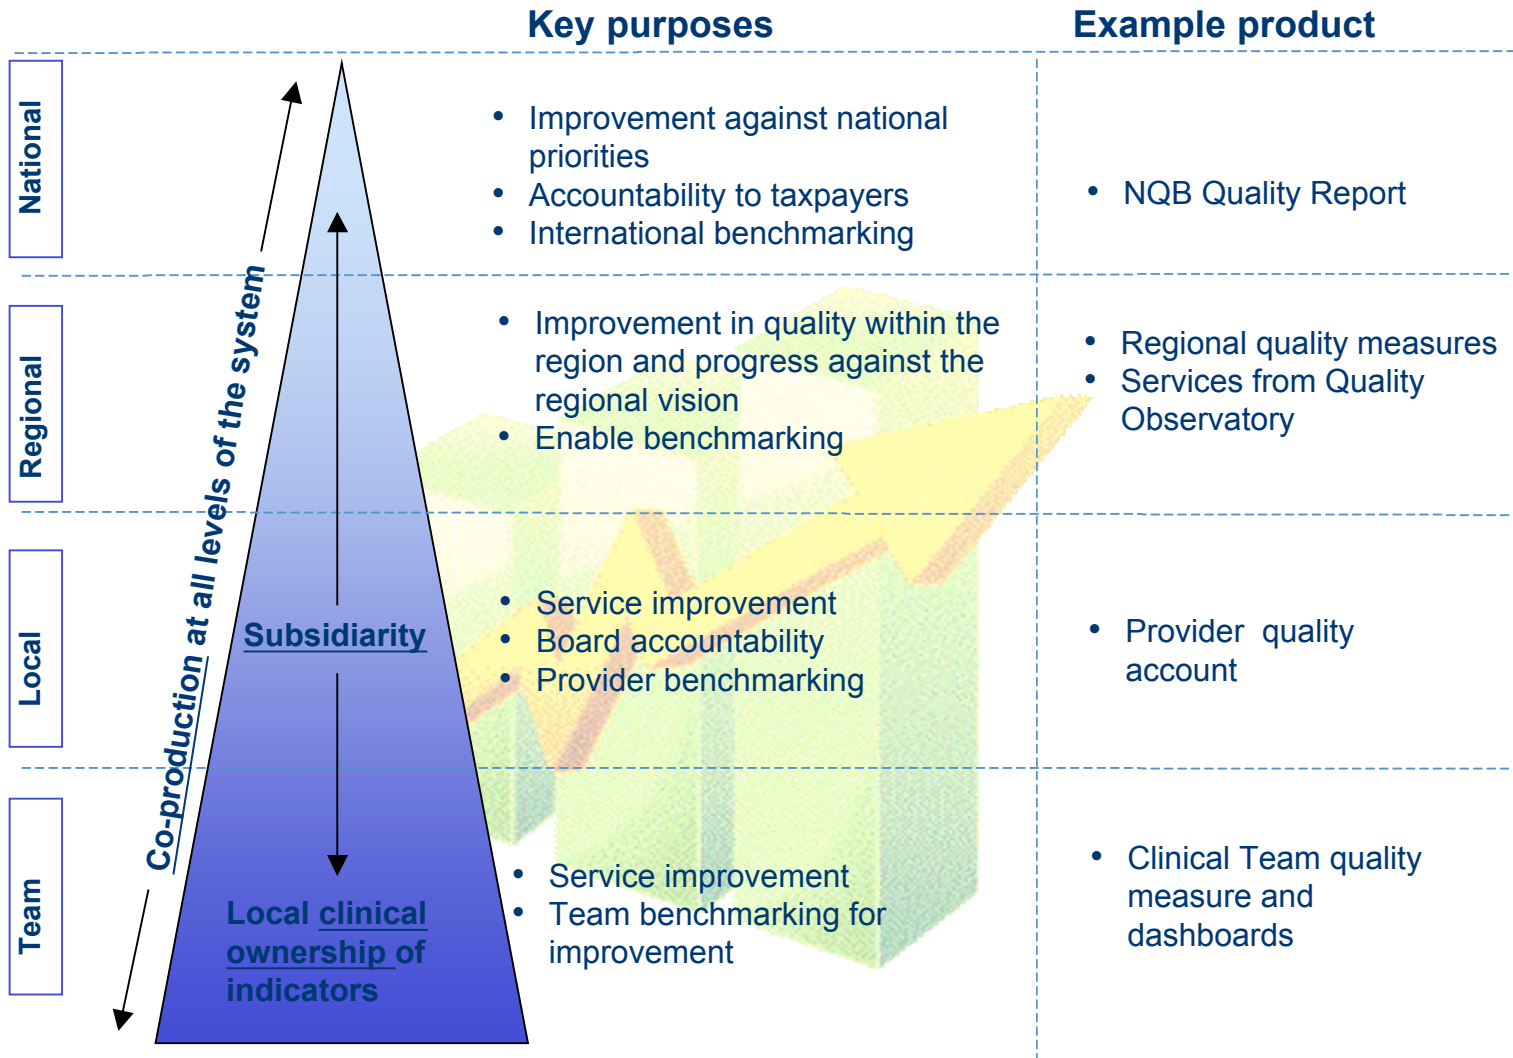 Key purposes
Example product
National
• Improvement against national
priorities
• Accountability to taxpayers
• International benchmarking
• NQB Quality Report
Regional
• Improvement in quality within the
region and progress against the
regional vision
• Enable benchmarking
• Regional quality measures
• Services from Quality
Observatory
Co-production at all levels of the system
Local
Subsidiarity
• Service improvement
• Board accountability
• Provider benchmarking
• Provider quality
account
Team
Local clinical
ownership of
indicators
• Service improvement
• Team benchmarking for
improvement
• Clinical Team quality
measure and
dashboards